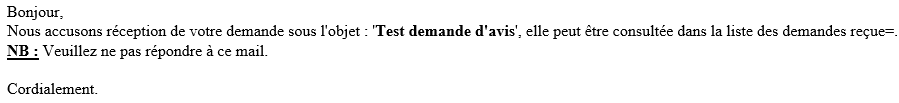 Bonjour,
Nous accusons réception de votre demande sous l'objet : 'Test demande d'avis', elle peut être consultée dans la liste des demandes reçue=.
NB : Veuillez ne pas répondre à ce mail.
Cordialement.